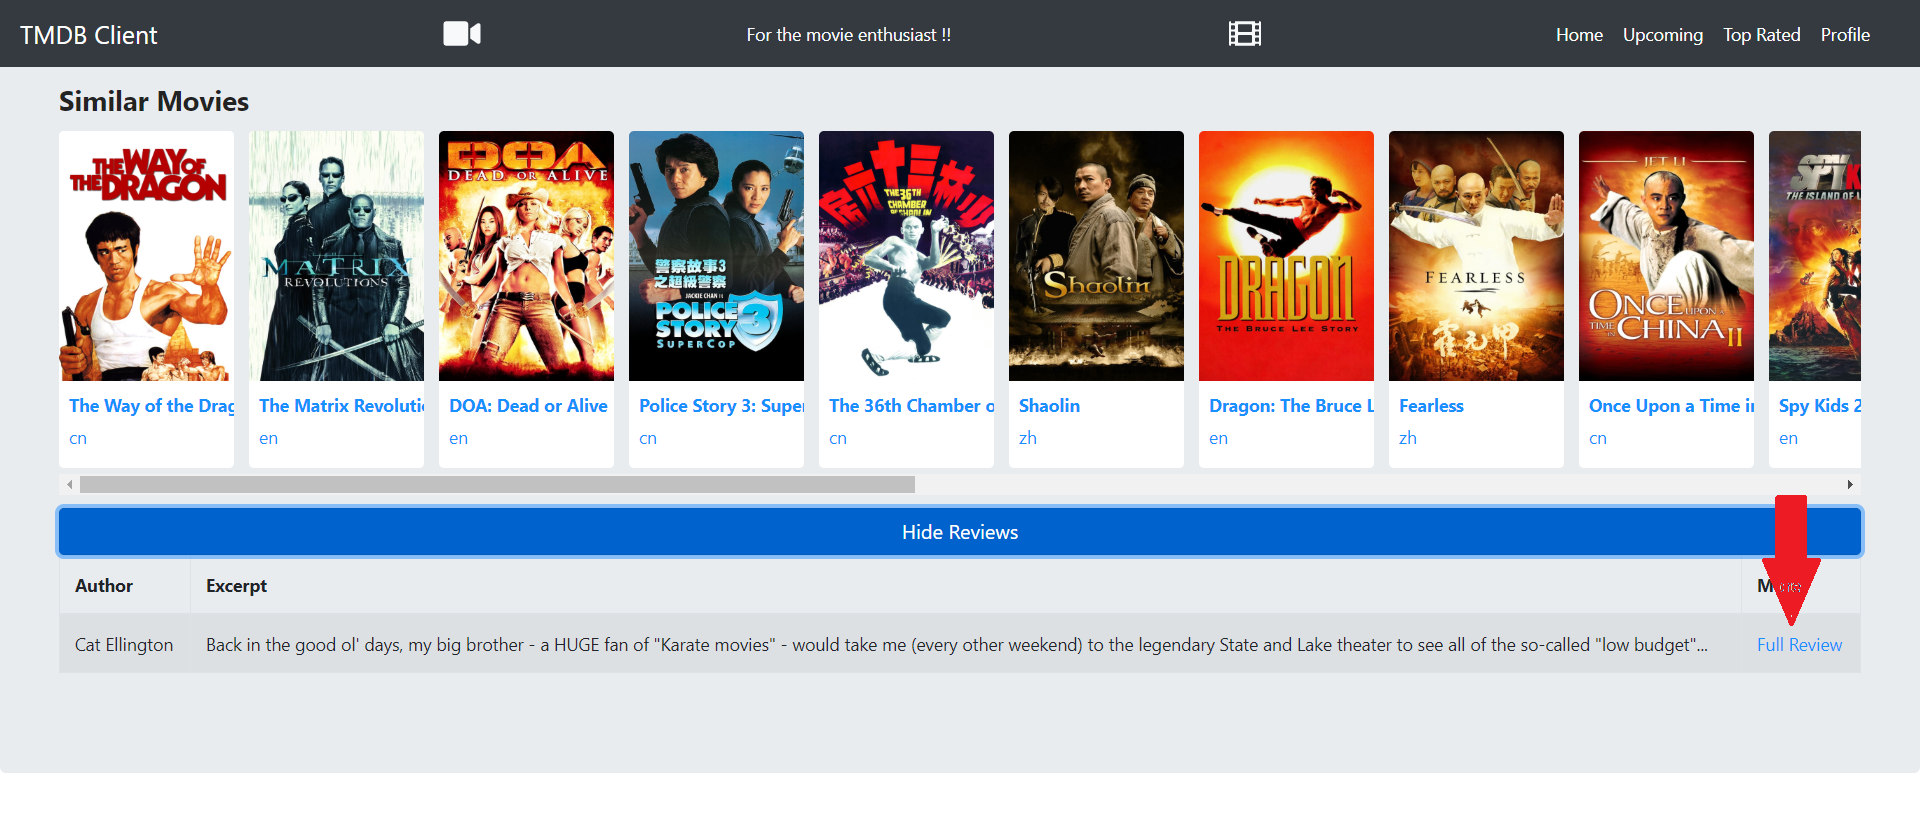 TMDB Client
For the movie enthusiast !!
Home Upcoming Top Rated Profile
Similar Movies
THE WAY OF
THE DRAGON
MATRIX
REVOLUTIONS
DOA
DEAD OR ALIVE
警察故事3
之超級警察
JACKIE CHAN
POLICE
STORY 3
SUPERCOP
少林三十六房
THE 36TH
CHAMBER
OF SHAOLIN
Shaolin
DRAGON
THE BRUCE LEE STORY
FEARLESS
霍元甲
JET LI
ONCE UPON A
TIME IN CHINA II
SPY K
THE ISLAND OF L
The Way of the Drag
cn
The Matrix Revoluti
en
DOA: Dead or Alive
en
Police Story 3: Super
cn
The 36th Chamber o
cn
Shaolin
zh
Dragon: The Bruce L
en
Fearless
zh
Once Upon a Time in
cn
Spy Kids 2
en
Hide Reviews
Author Excerpt More
Cat Ellington Back in the good ol' days, my big brother - a HUGE fan of "Karate movies" - would take me (every other weekend) to the legendary State and Lake theater to see all of the so-called "low budget"... Full Review